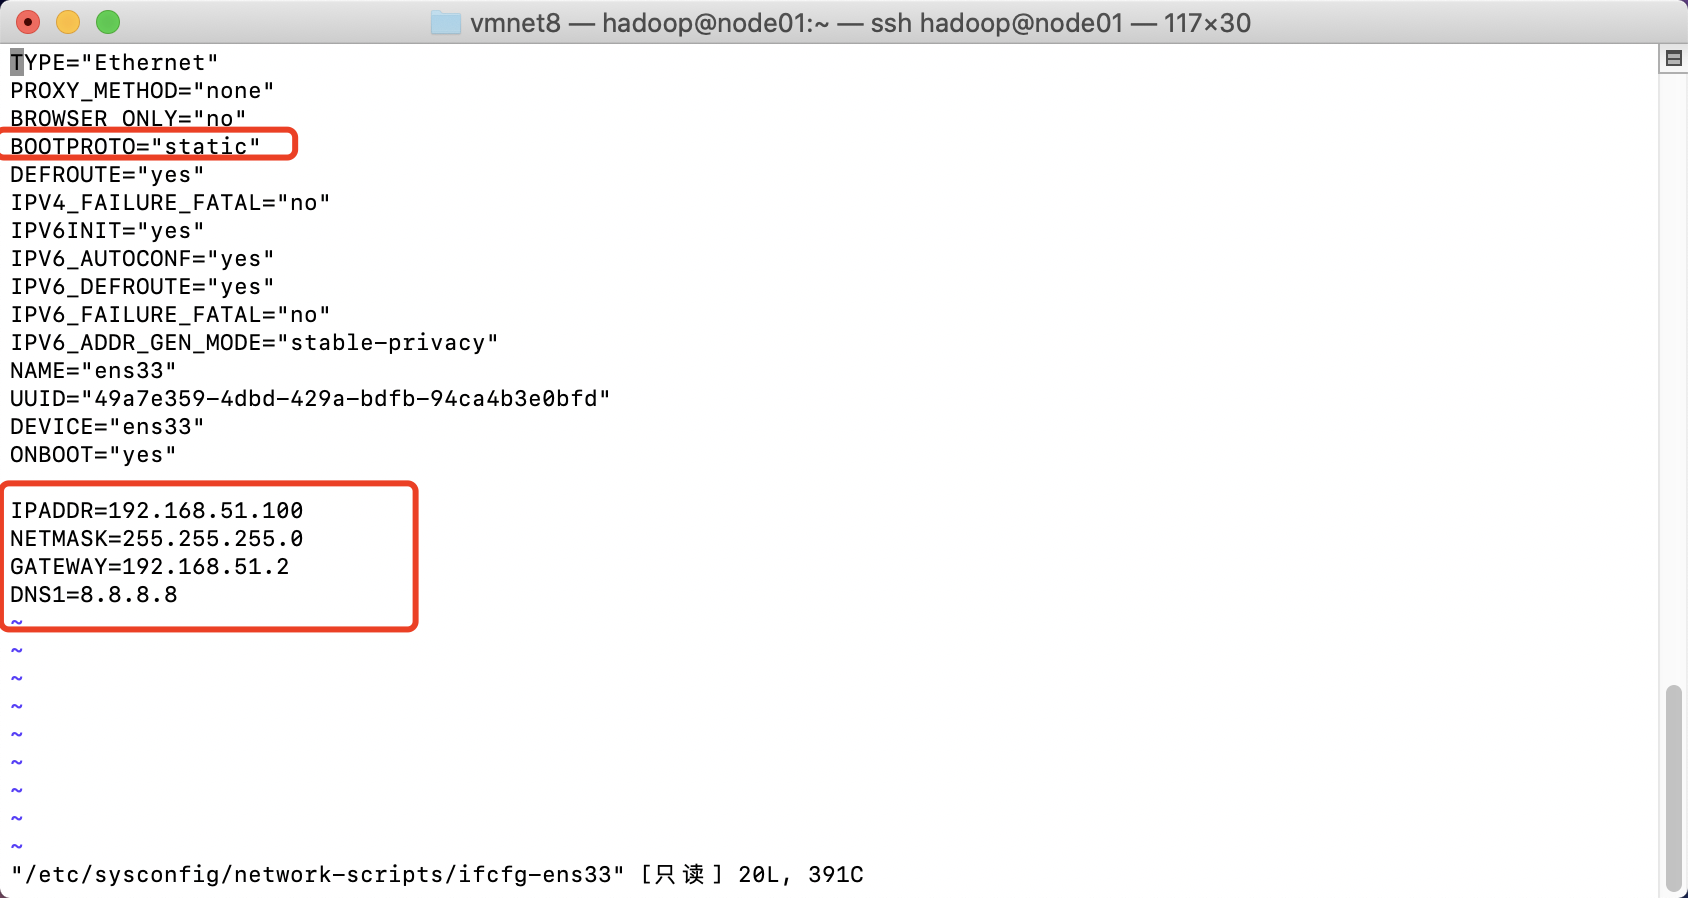 vmnet8 — hadoop@node01:~ — ssh hadoop@node01 — 117×30
TYPE="Ethernet"
PROXY_METHOD="none"
BROWSER_ONLY="no"
BOOTPROTO="static"
DEFROUTE="yes"
IPV4_FAILURE_FATAL="no"
IPV6INIT="yes"
IPV6_AUTOCONF="yes"
IPV6_DEFROUTE="yes"
IPV6_FAILURE_FATAL="no"
IPV6_ADDR_GEN_MODE="stable-privacy"
NAME="ens33"
UUID="49a7e359-4dbd-429a-bdfb-94ca4b3e0bfd"
DEVICE="ens33"
ONBOOT="yes"
IPADDR=192.168.51.100
NETMASK=255.255.255.0
GATEWAY=192.168.51.2
DNS1=8.8.8.8
~
~
~
~
~
~
~
~
~
"/etc/sysconfig/network-scripts/ifcfg-ens33" [只读] 20L, 391C